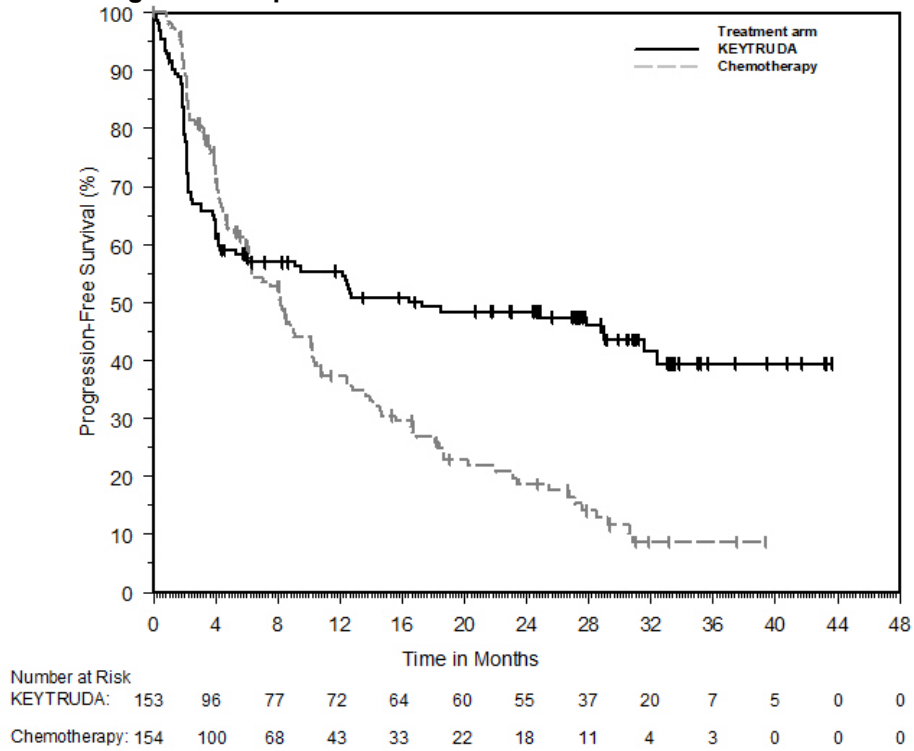 Treatment arm
KEYTRUDA
Chemotherapy
Progression-Free Survival (%)
100
90
80
70
60
50
40
30
20
10
0
0 4 8 12 16 20 24 28 32 36 40 44 48
Time in Months
Number at Risk
KEYTRUDA: 153 96 77 72 64 60 55 37 20 7 5 0 0
Chemotherapy: 154 100 68 43 33 22 18 11 4 3 0 0 0